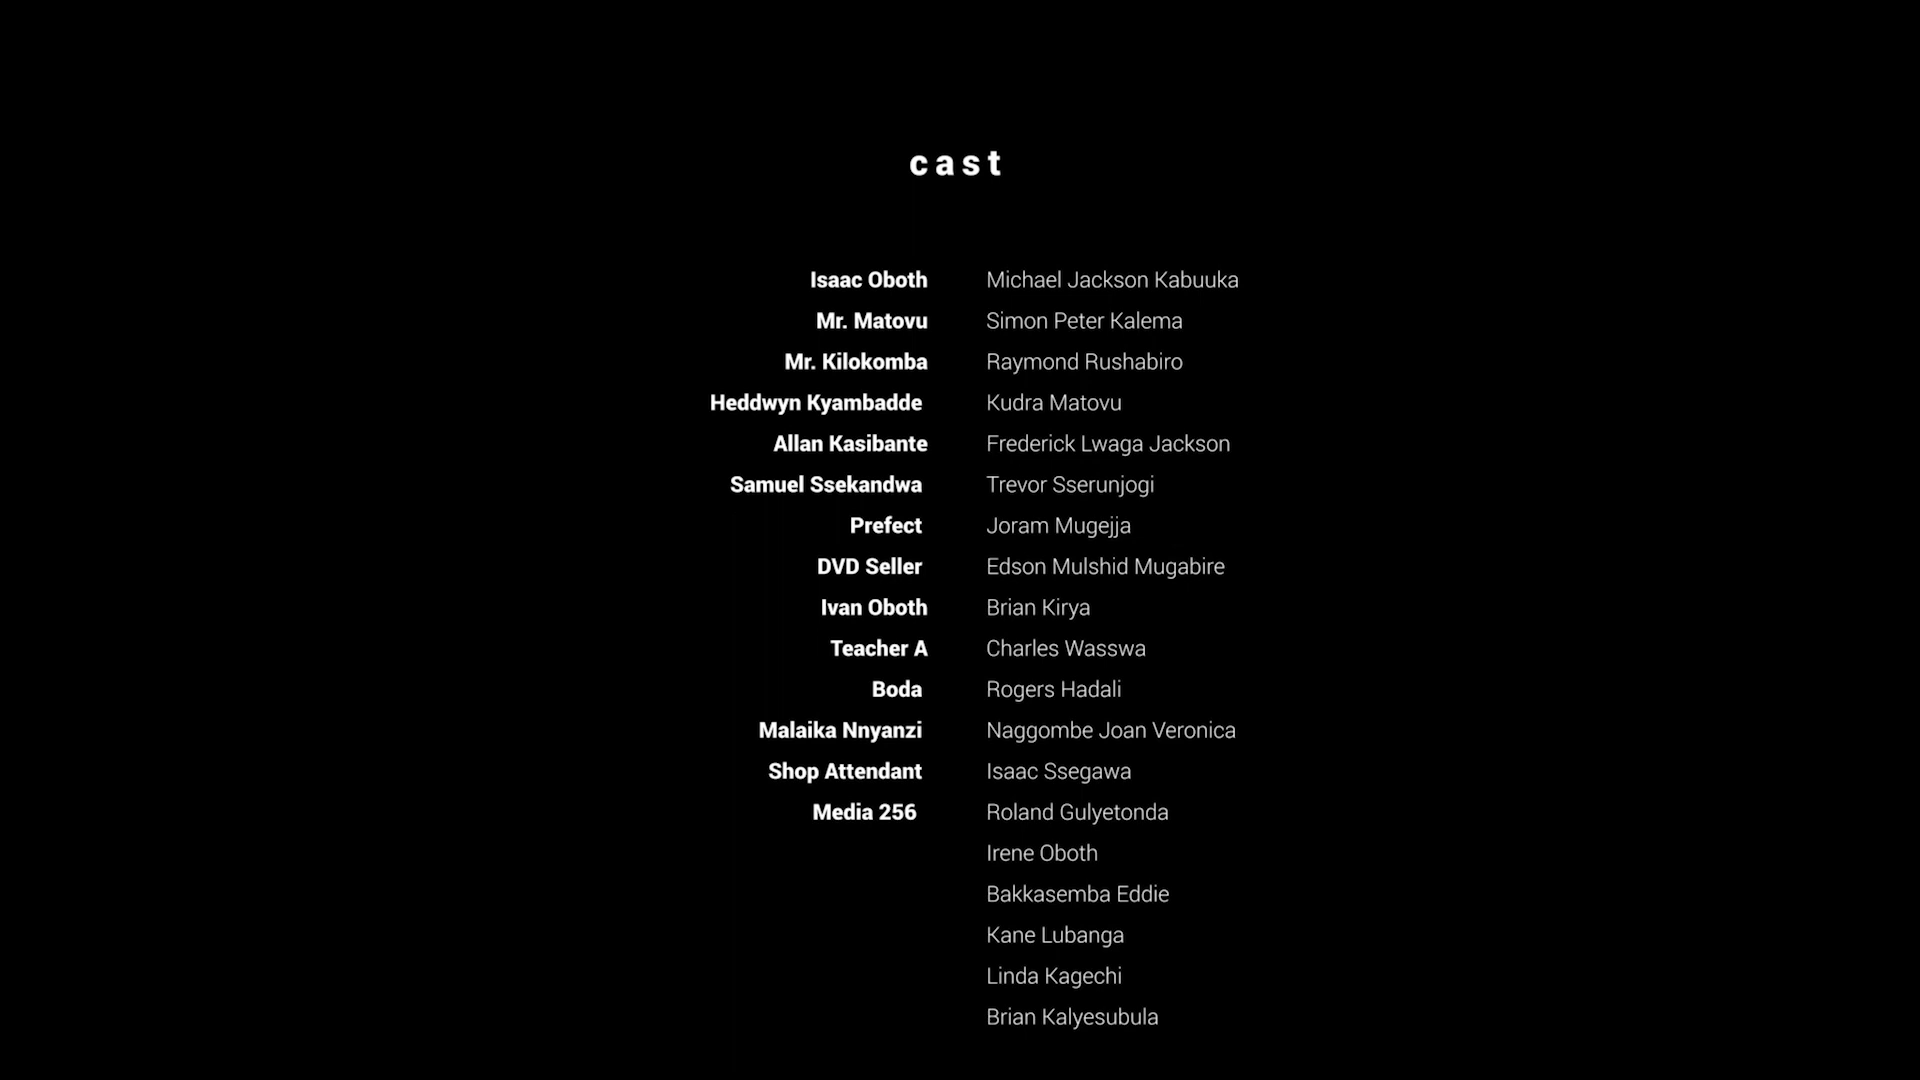 cast
Isaac Oboth Michael Jackson Kabuuka
Mr. Matovu Simon Peter Kalema
Mr. Kilokomba Raymond Rushabiro
Heddwyn Kyambadde Kudra Matovu
Allan Kasibante Frederick Lwaga Jackson
Samuel Ssekandwa Trevor Sserunjogi
Prefect Joram Mugejja
DVD Seller Edson Mulshid Mugabire
Ivan Oboth Brian Kirya
Teacher A Charles Wasswa
Boda Rogers Hadali
Malaika Nnyanzi Naggombe Joan Veronica
Shop Attendant Isaac Ssegawa
Media 256 Roland Gulyetonda
Irene Oboth
Bakkasemba Eddie
Kane Lubanga
Linda Kagechi
Brian Kalyesubula